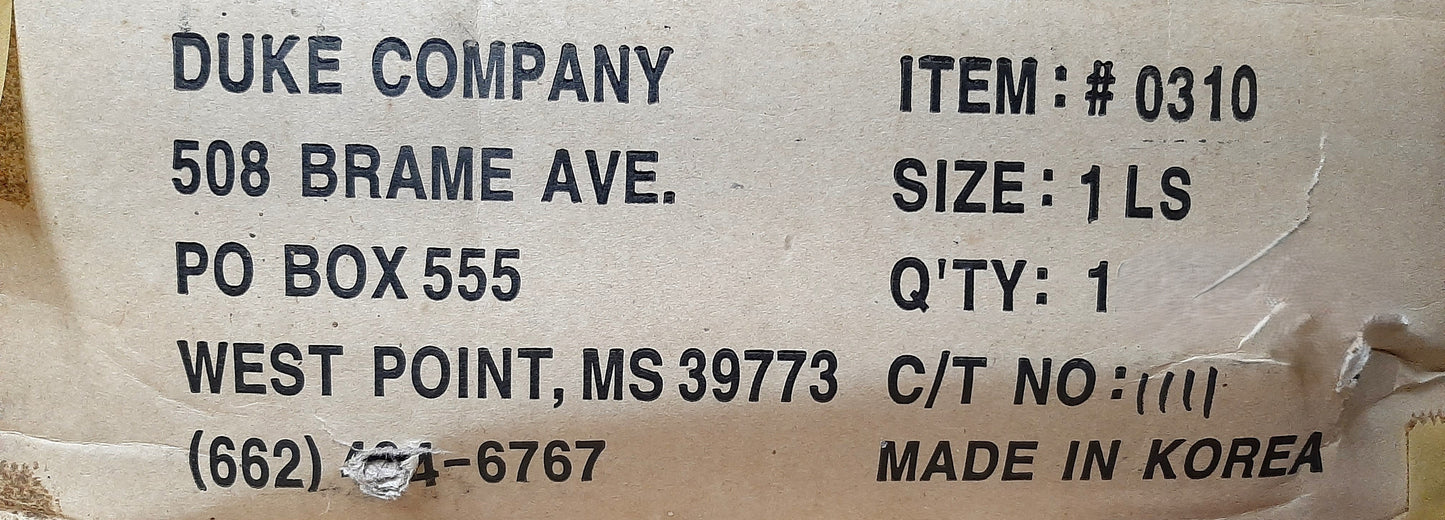 DUKE COMPANY
508 BRAME AVE.
PO BOX 555
WEST POINT, MS 39773
(662) 4-6767
ITEM: # 0310
SIZE: 1 LS
Q'TY: 1
C/T NO: ||||
MADE IN KOREA